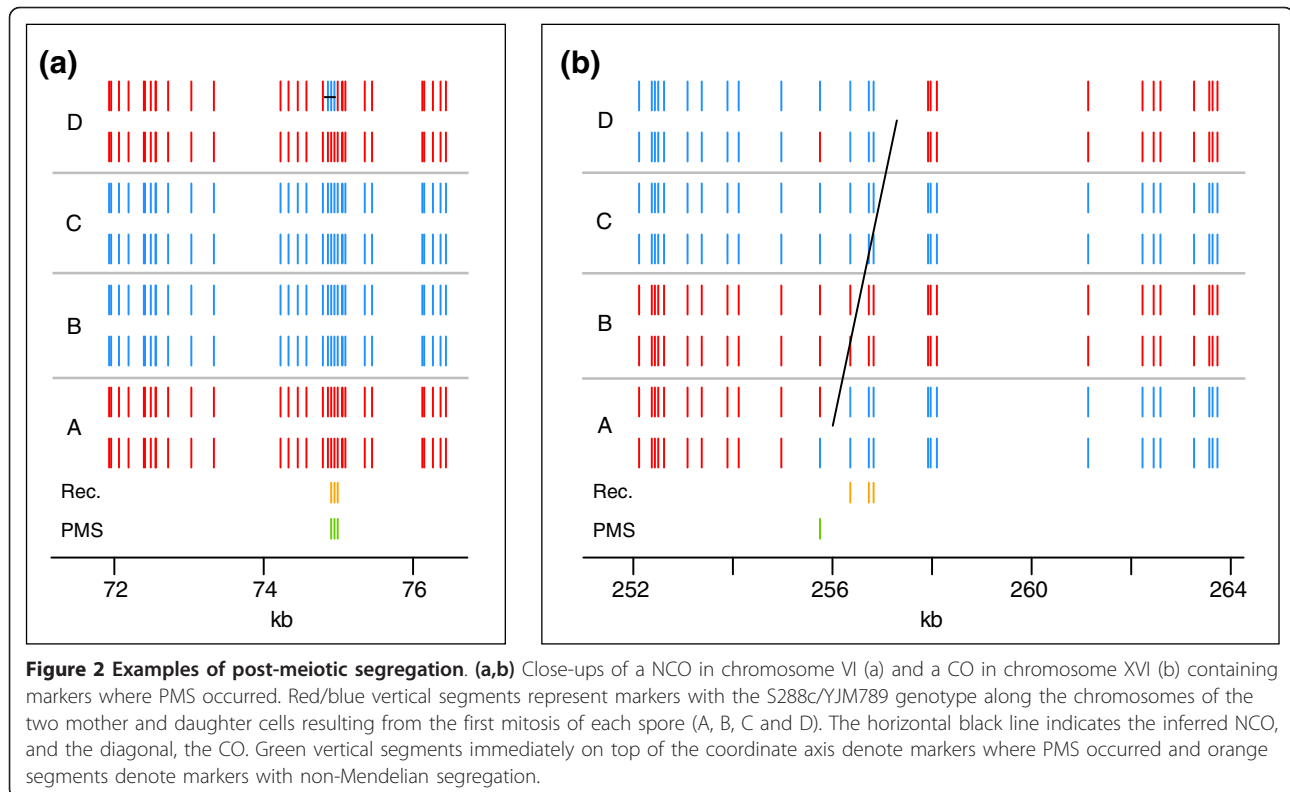 (a)
D
C
B
A
Rec.
PMS
72 74 76
kb
(b)
D
C
B
A
Rec.
PMS
252 256 260 264
kb
Figure 2 Examples of post-meiotic segregation. (a,b) Close-ups of a NCO in chromosome VI (a) and a CO in chromosome XVI (b) containing
markers where PMS occurred. Red/blue vertical segments represent markers with the S288c/YJM789 genotype along the chromosomes of the
two mother and daughter cells resulting from the first mitosis of each spore (A, B, C and D). The horizontal black line indicates the inferred NCO,
and the diagonal, the CO. Green vertical segments immediately on top of the coordinate axis denote markers where PMS occurred and orange
segments denote markers with non-Mendelian segregation.